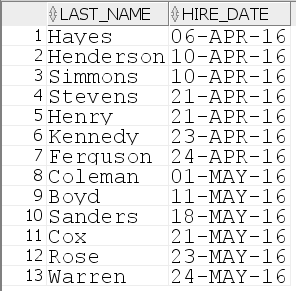 LAST_NAME HIRE_DATE
1 Hayes 06-APR-16
2 Henderson 10-APR-16
3 Simmons 10-APR-16
4 Stevens 21-APR-16
5 Henry 21-APR-16
6 Kennedy 23-APR-16
7 Ferguson 24-APR-16
8 Coleman 01-MAY-16
9 Boyd 11-MAY-16
10 Sanders 18-MAY-16
11 Cox 21-MAY-16
12 Rose 23-MAY-16
13 Warren 24-MAY-16